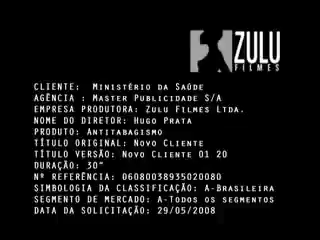 ZULU
FILMES
CLIENTE: Ministério da Saúde
AGÊNCIA : Master Publicidade S/A
EMPRESA PRODUTORA: Zulu Filmes Ltda.
NOME DO DIRETOR: Hugo Prata
PRODUTO: Antitabagismo
TÍTULO ORIGINAL: Novo Cliente
TÍTULO VERSÃO: Novo Cliente 01 20
DURAÇÃO: 30"
Nº REFERÊNCIA: 06080038935020080
SIMBOLOGIA DA CLASSIFICAÇÃO: A-Brasileira
SEGMENTO DE MERCADO: A-Todos os segmentos
DATA DA SOLICITAÇÃO: 29/05/2008